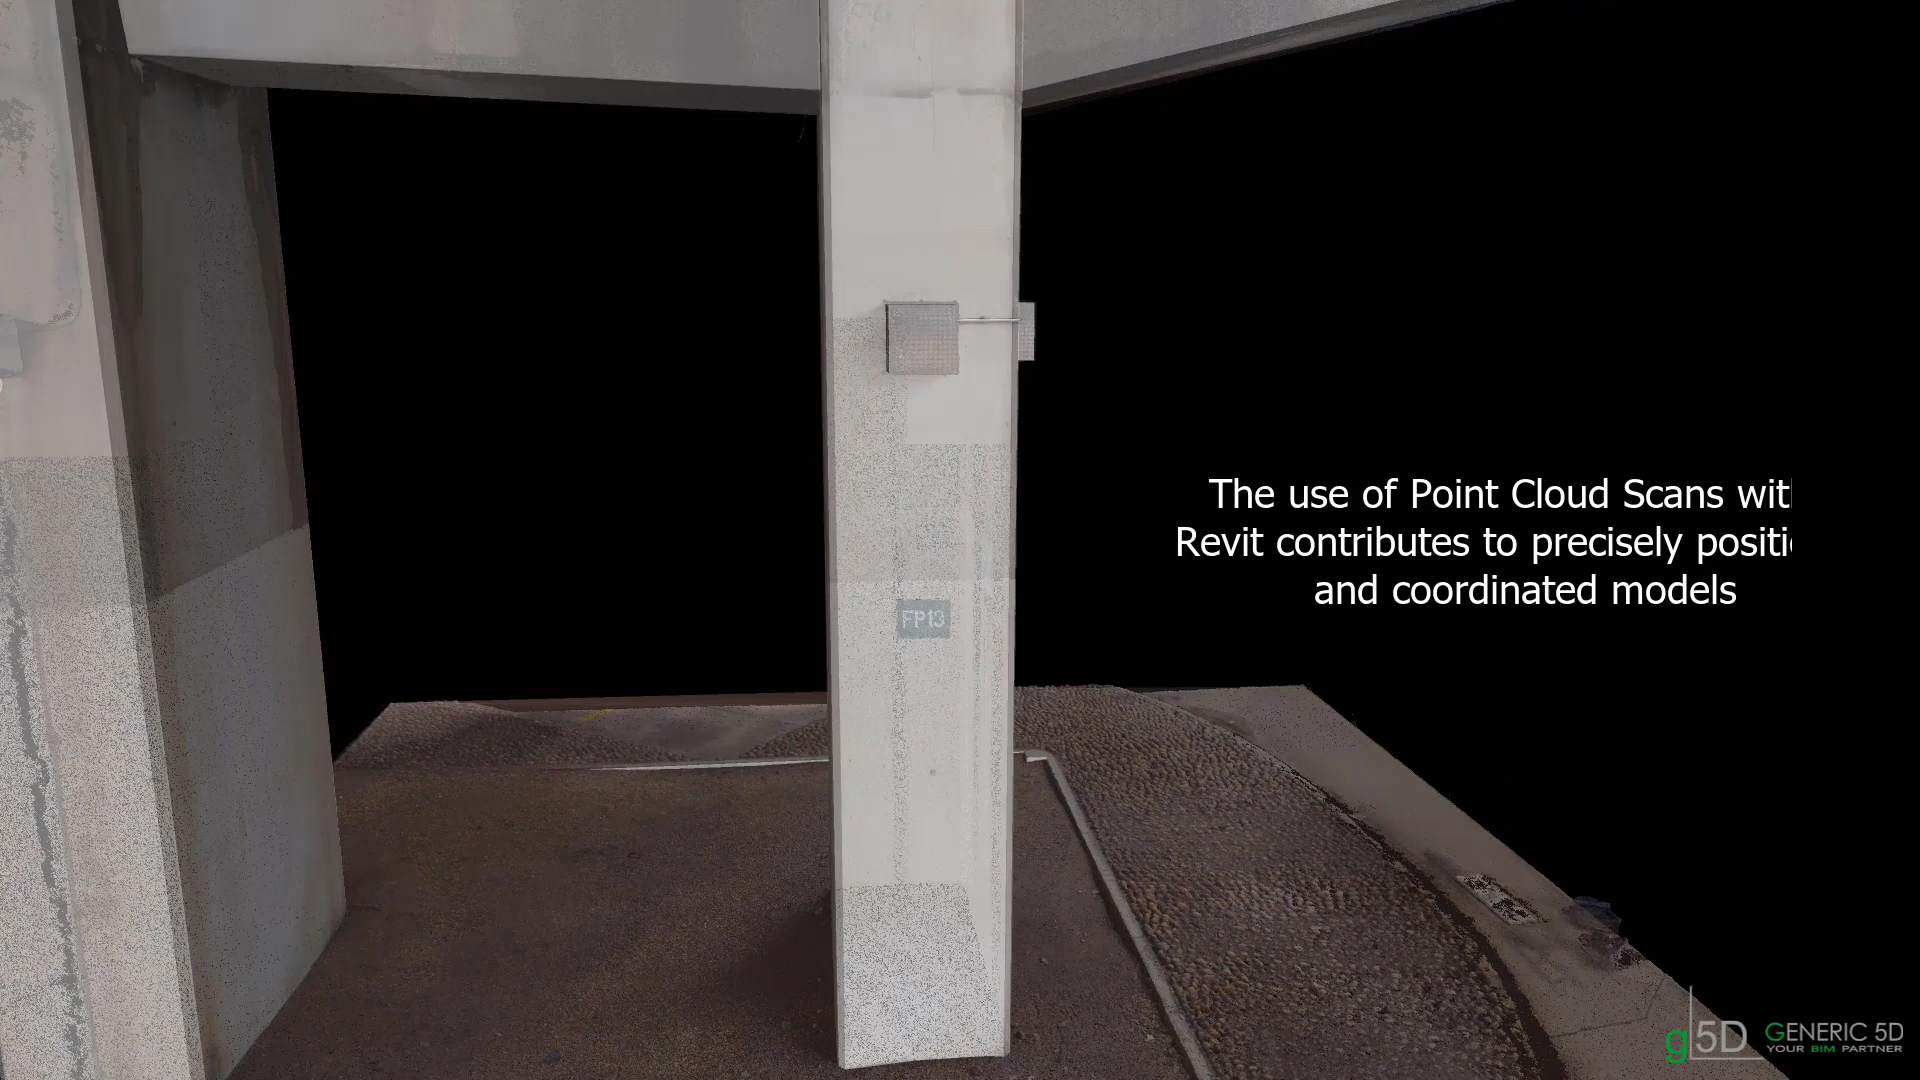 The use of Point Cloud Scans wit
Revit contributes to precisely positi
and coordinated models
FP13
g5D GENERIC 5D
YOUR BIM PARTNER